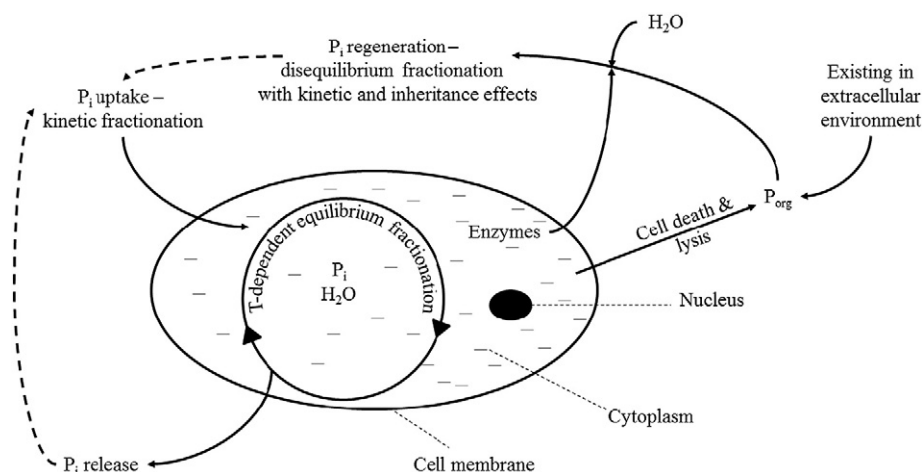 H₂O
Pᵢ regeneration–
disequilibrium fractionation
with kinetic and inheritance effects
Existing in
extracellular
environment
Pᵢ uptake–
kinetic fractionation
Pₒᵣg
Enzymes
Cell death &
lysis
T-dependent equilibrium fractionation
Pᵢ
H₂O
Nucleus
Cytoplasm
Cell membrane
Pᵢ release